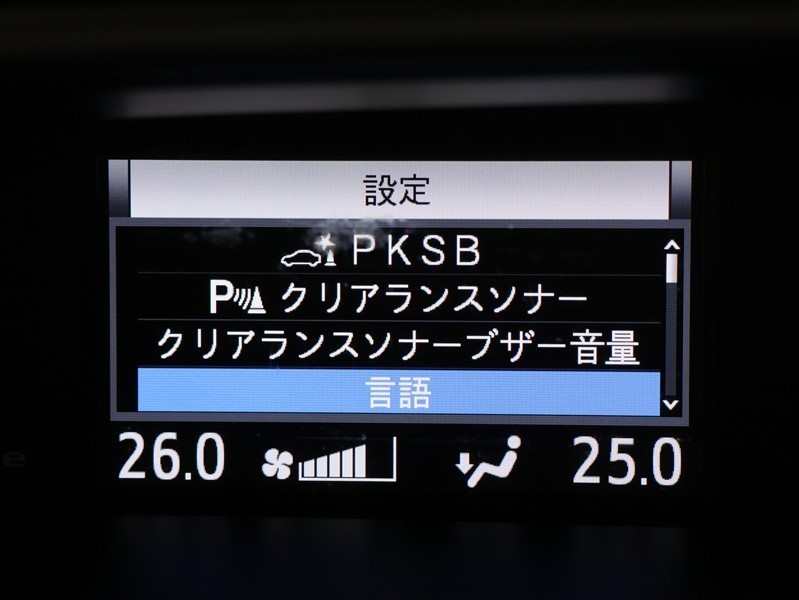 設定
PKSB
P クリアランスソナー
クリアランスソナーブザー音量
言語
26.0 25.0